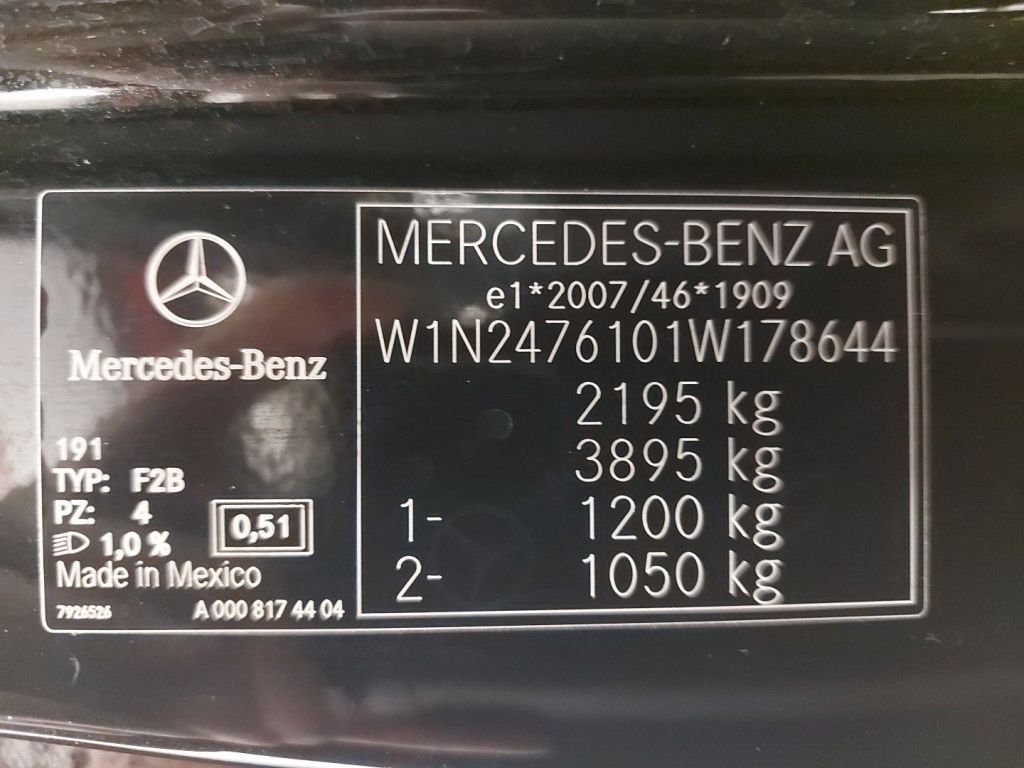 Mercedes-Benz
191
TYP: F2B
PZ: 4
0,51
1,0 %
Made in Mexico
7926526 A 000 817 44 04
MERCEDES-BENZ AG
e1*2007/46*1909
W1N2476101W178644
2195 kg
3895 kg
1- 1200 kg
2- 1050 kg